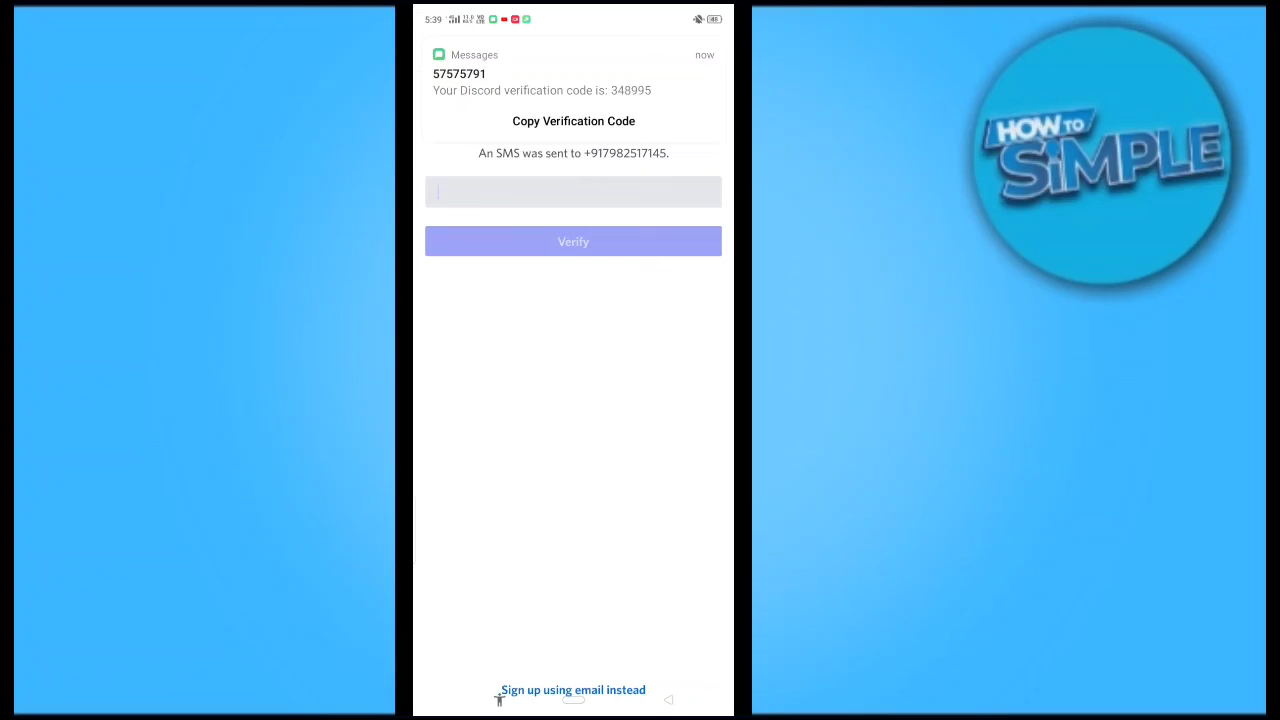 5:39
48
Messages now
57575791
Your Discord verification code is: 348995
Copy Verification Code
An SMS was sent to +917982517145.
Verify
Sign up using email instead
HOW TO
SiMPLE